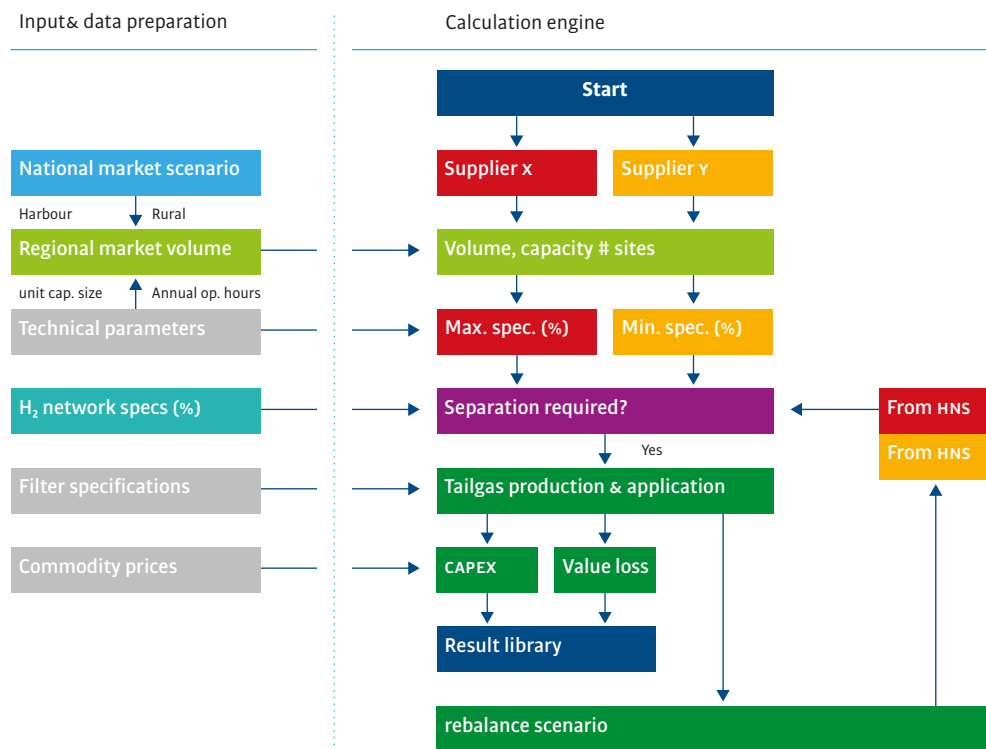 Input& data preparation
Calculation engine
Start
National market scenario
Supplier X
Supplier Y
Harbour
Rural
Regional market volume
Volume, capacity # sites
unit cap. size
Annual op. hours
Technical parameters
Max. spec. (%)
Min. spec. (%)
H₂ network specs (%)
Separation required?
From HNS
From HNS
Yes
Filter specifications
Tailgas production & application
Commodity prices
CAPEX
Value loss
Result library
rebalance scenario